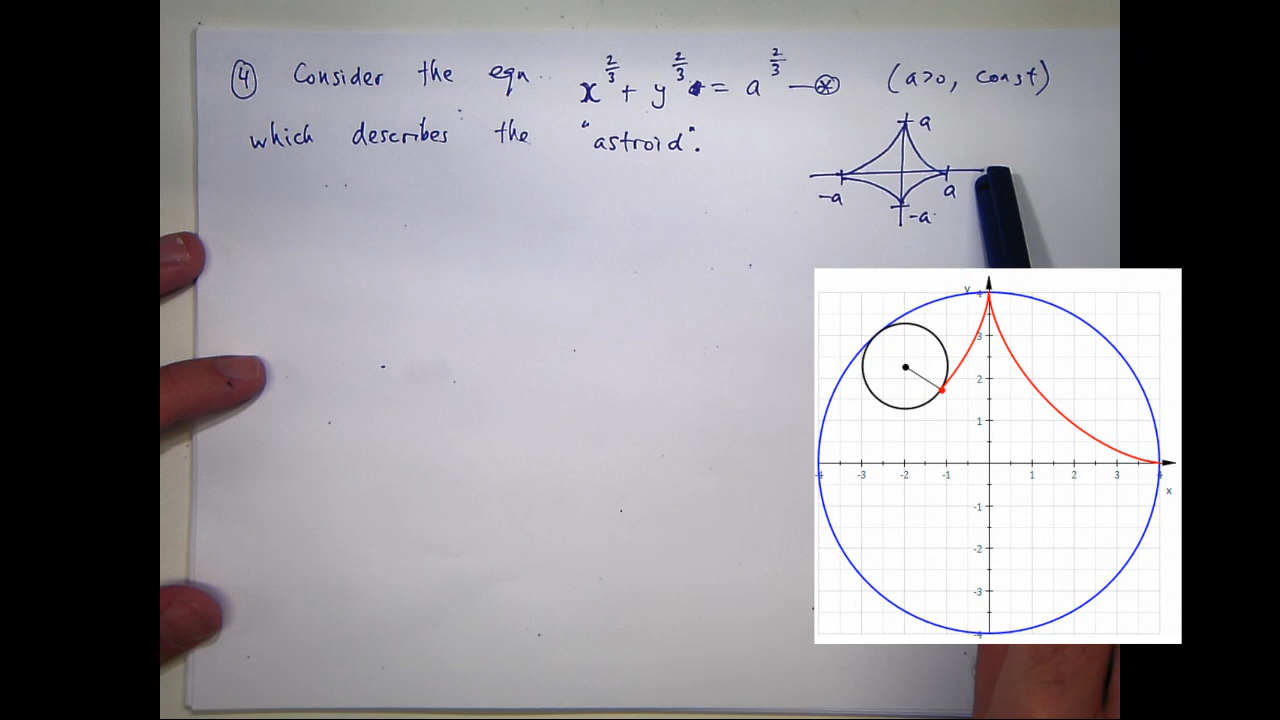 ④ Consider the eqn. x^{2/3} + y^{2/3} = a^{2/3} —⊛ (a>0, const)
which describes the "astroid".
a
-a a
-a
y
4
3
2
1
-4 -3 -2 -1 1 2 3 4
x
-1
-2
-3
-4